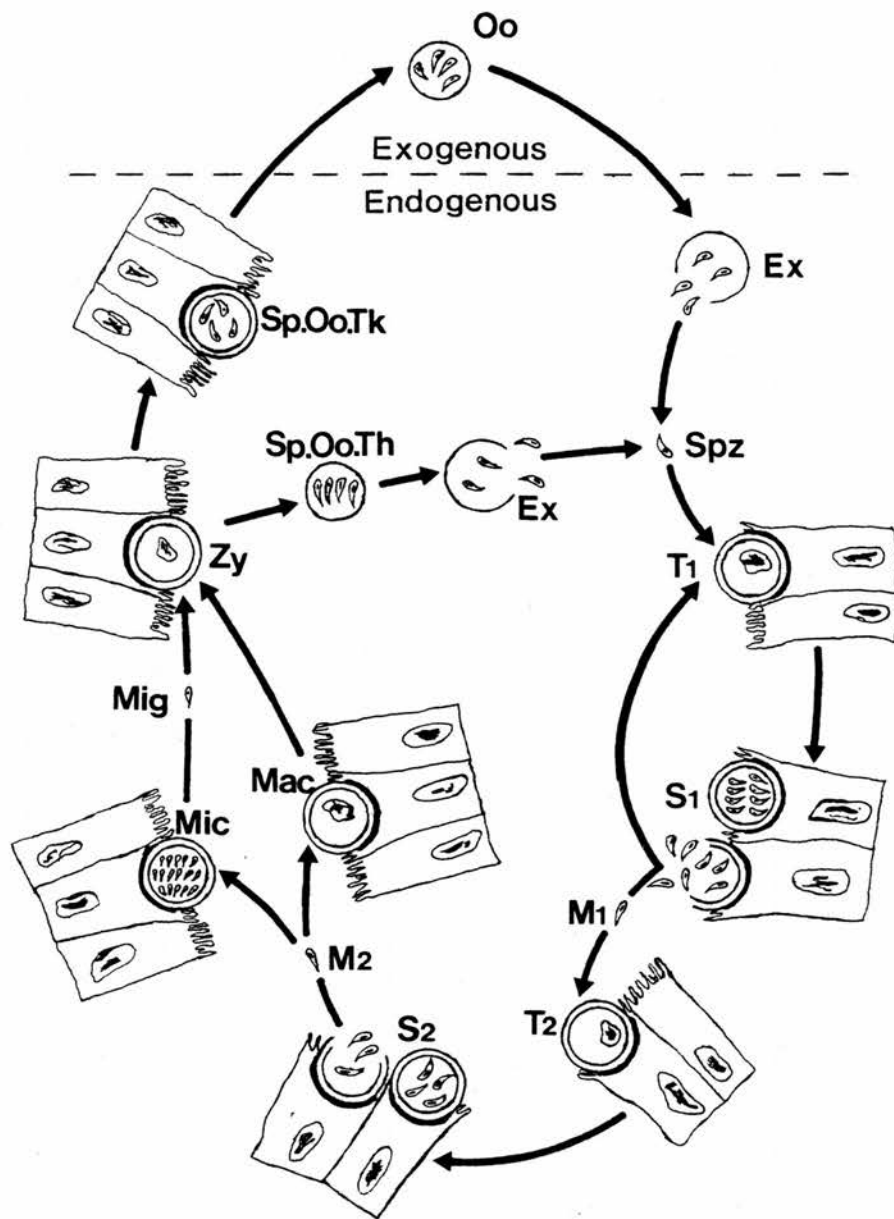 Oo
Exogenous
Endogenous
Ex
Sp.Oo.Tk
Sp.Oo.Th
Ex
Spz
Zy
T1
Mig
Mac
S1
Mic
M1
M2
T2
S2